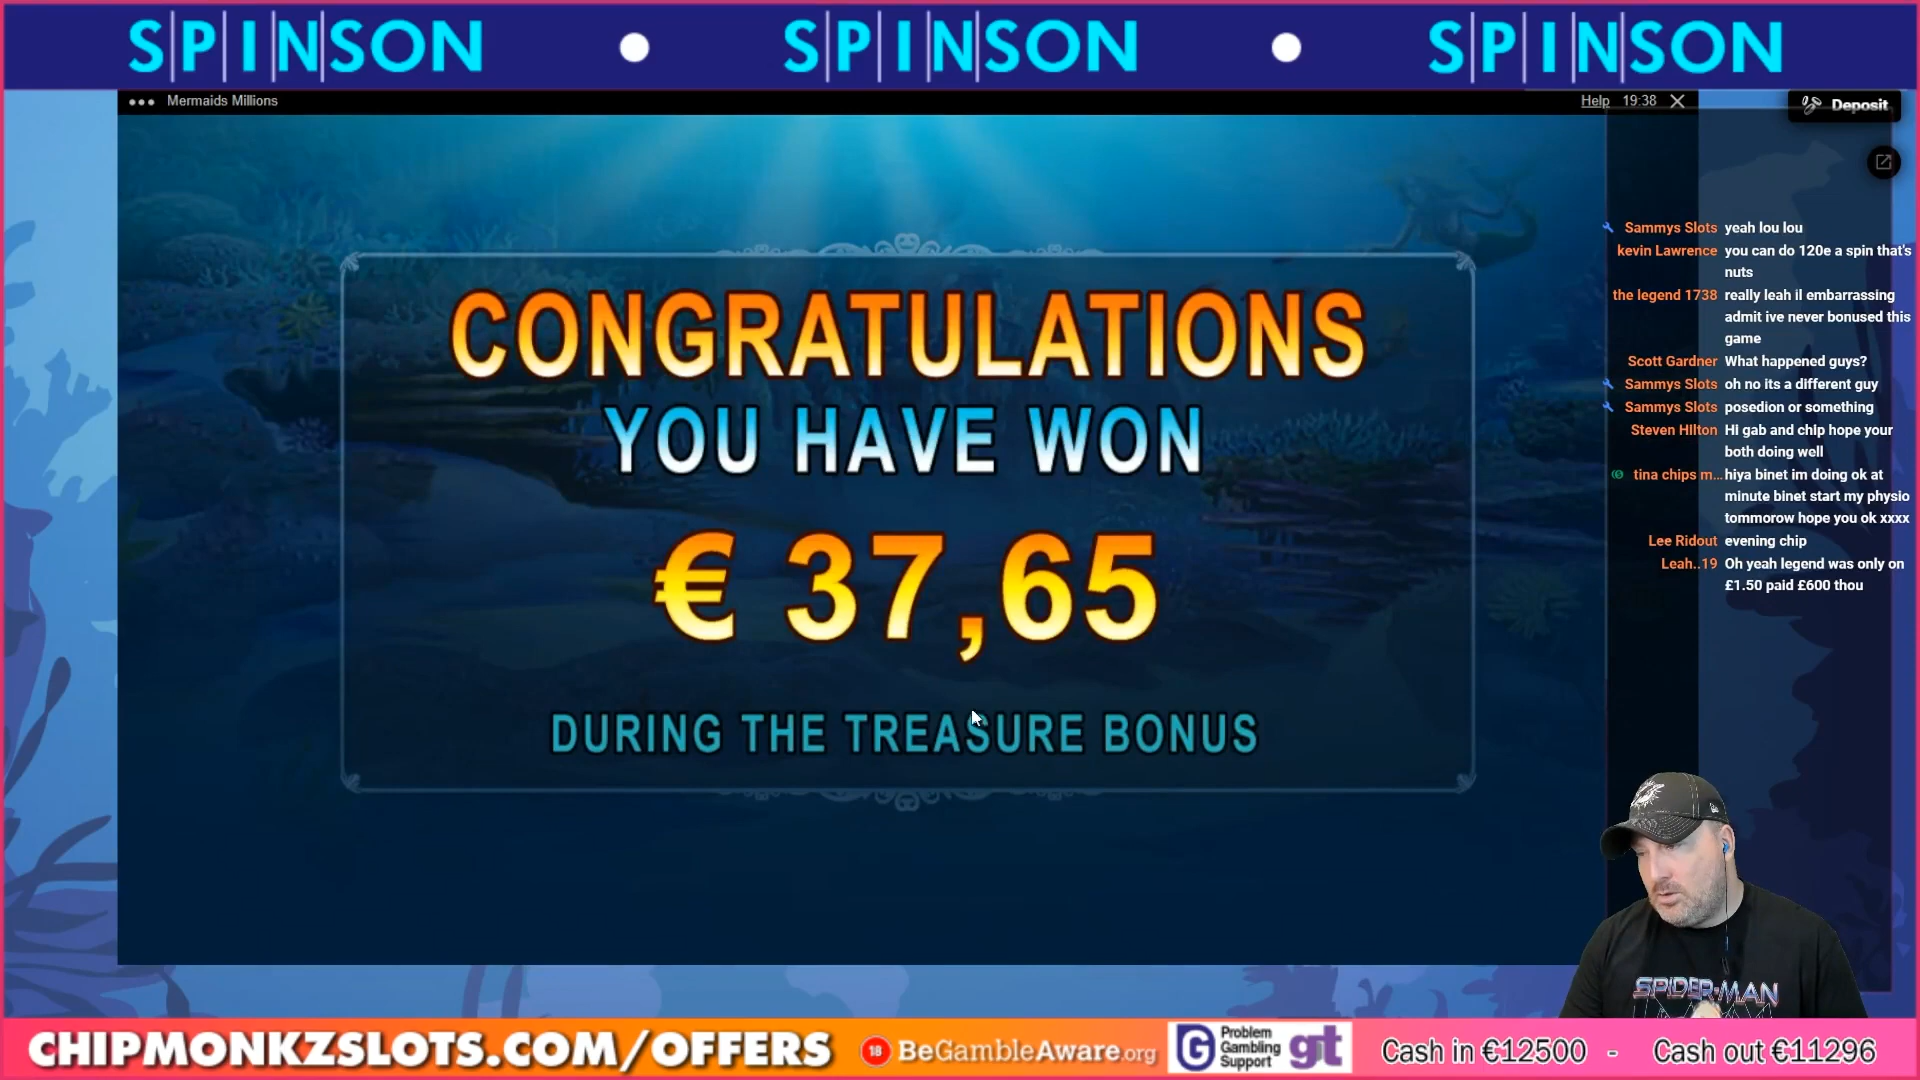 SPINSON SPINSON SPINSON
Mermaids Millions
Help 19:38
Deposit
CONGRATULATIONS
YOU HAVE WON
€ 37,65
DURING THE TREASURE BONUS
Sammys Slots yeah lou lou
kevin Lawrence you can do 120e a spin that's
nuts
the legend 1738 really leah il embarrassing
admit ive never bonused this
game
Scott Gardner What happened guys?
Sammys Slots oh no its a different guy
Sammys Slots posedion or something
Steven HIlton HI gab and chip hope your
both doing well
tina chips m... hiya binet im doing ok at
minute binet start my physio
tommorow hope you ok xxxx
Lee Ridout evening chip
Leah..19 Oh yeah legend was only on
£1.50 paid £600 thou
SPIDER-MAN
CHIPMONKZSLOTS.COM/OFFERS
18 BeGambleAware.org
Problem
Gambling
Support
gt
Cash in €12500 - Cash out €11296